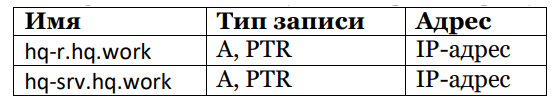 Имя Тип записи Адрес
hq-r.hq.work A, PTR IP-адрес
hq-srv.hq.work A, PTR IP-адрес